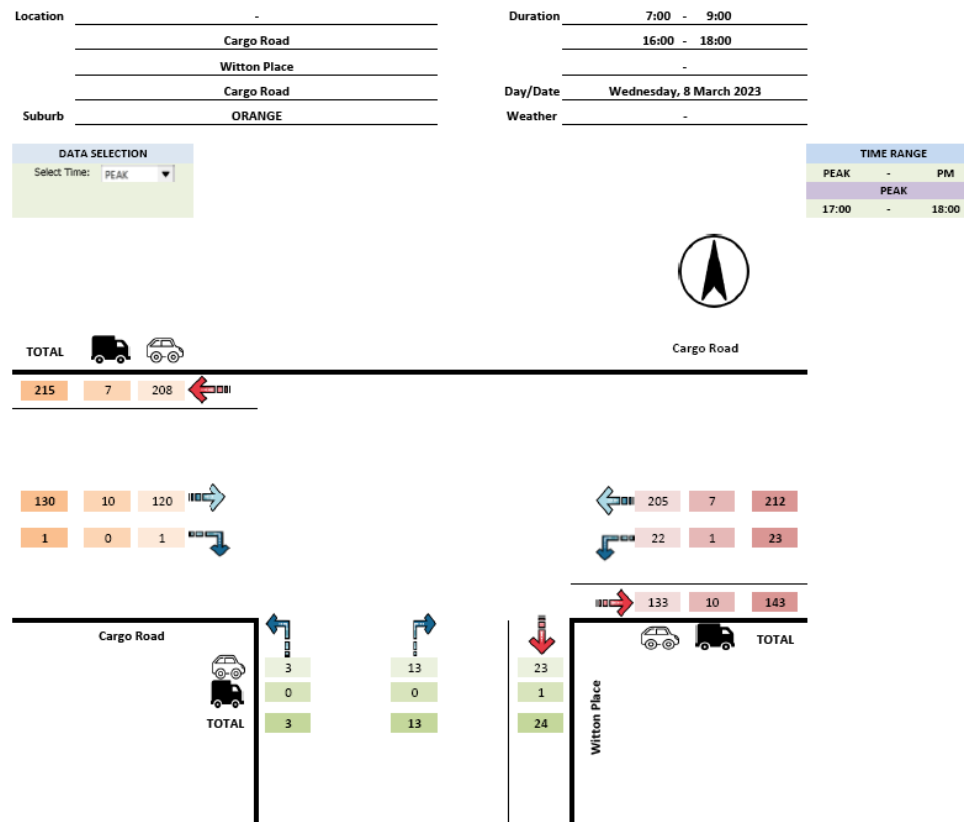 Location - Duration 7:00 - 9:00
Cargo Road 16:00 - 18:00
Witton Place -
Cargo Road Day/Date Wednesday, 8 March 2023
Suburb ORANGE Weather -
DATA SELECTION TIME RANGE
Select Time: PEAK PEAK - PM
PEAK
17:00 - 18:00
Cargo Road
TOTAL
215 7 208
130 10 120 205 7 212
1 0 1 22 1 23
133 10 143
Cargo Road TOTAL
3 13 23
0 0 1
TOTAL 3 13 24
Witton Place